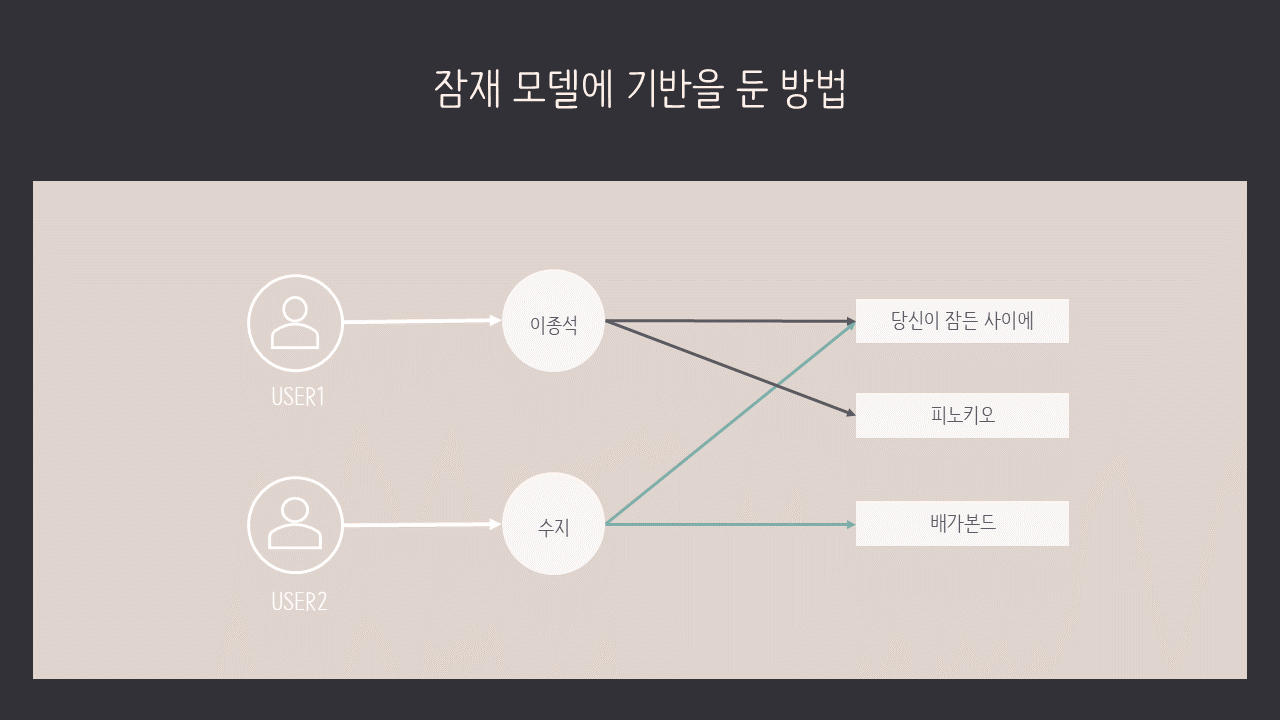 잠재 모델에 기반을 둔 방법
이종석
당신이 잠든 사이에
USER1
피노키오
수지
배가본드
USER2